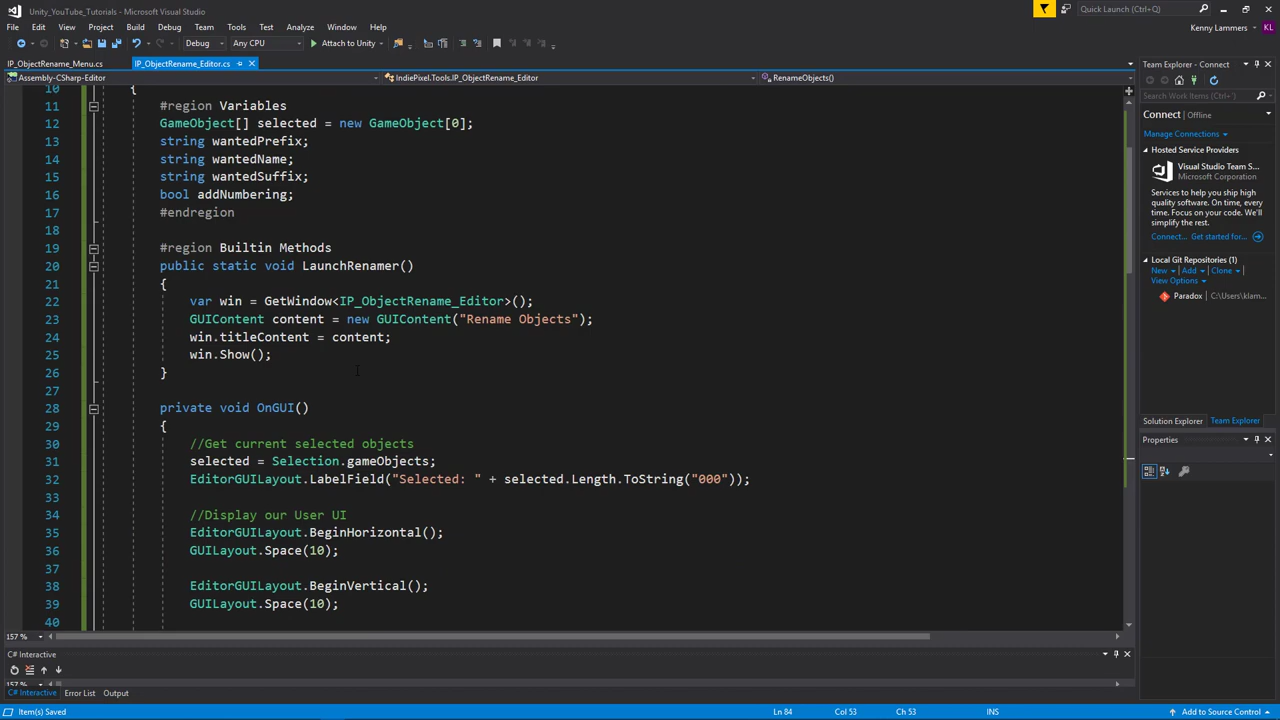 Unity_YouTube_Tutorials - Microsoft Visual Studio
Quick Launch (Ctrl+Q)
File Edit View Project Build Debug Team Tools Test Analyze Window Help
Kenny Lammers KL
Debug Any CPU Attach to Unity
IP_ObjectRename_Menu.cs IP_ObjectRename_Editor.cs
Assembly-CSharp-Editor IndiePixel.Tools.IP_ObjectRename_Editor RenameObjects()
10 {
11 #region Variables
12 GameObject[] selected = new GameObject[0];
13 string wantedPrefix;
14 string wantedName;
15 string wantedSuffix;
16 bool addNumbering;
17 #endregion
18
19 #region Builtin Methods
20 public static void LaunchRenamer()
21 {
22 var win = GetWindow<IP_ObjectRename_Editor>();
23 GUIContent content = new GUIContent("Rename Objects");
24 win.titleContent = content;
25 win.Show();
26 }
27
28 private void OnGUI()
29 {
30 //Get current selected objects
31 selected = Selection.gameObjects;
32 EditorGUILayout.LabelField("Selected: " + selected.Length.ToString("000"));
33
34 //Display our User UI
35 EditorGUILayout.BeginHorizontal();
36 GUILayout.Space(10);
37
38 EditorGUILayout.BeginVertical();
39 GUILayout.Space(10);
40
157 %
C# Interactive
157 %
C# Interactive Error List Output
Item(s) Saved Ln 84 Col 53 Ch 53 INS Add to Source Control
Team Explorer - Connect
Search Work Items (Ctrl+')
Connect | Offline
Manage Connections
Hosted Service Providers
Visual Studio Team S...
Microsoft Corporation
Services to help you ship high
quality software. On time, every
time. Focus on your code. We'll
simplify the rest.
Connect... Get started for...
Local Git Repositories (1)
New Add Clone
View Options
Paradox C:\Users\klam...
Solution Explorer Team Explorer
Properties